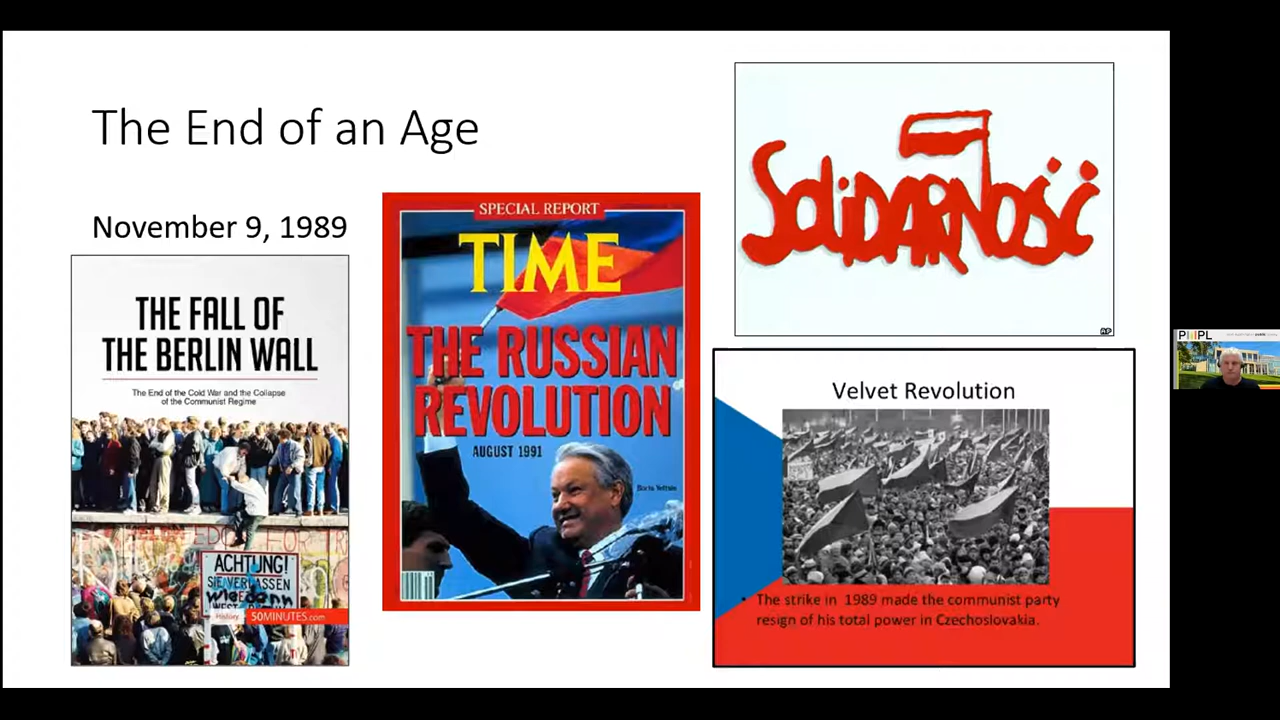 The End of an Age
November 9, 1989
THE FALL OF
THE BERLIN WALL
The End of the Cold War and the Collapse
of the Communist Regime
ACHTUNG!
SIE VERLASSEN
History
50MINUTES.com
SPECIAL REPORT
TIME
THE RUSSIAN
REVOLUTION
AUGUST 1991
Boris Yeltsin
SOLiDARNOŚĆ
AP
Velvet Revolution
• The strike in 1989 made the communist party
resign of his total power in Czechoslovakia.